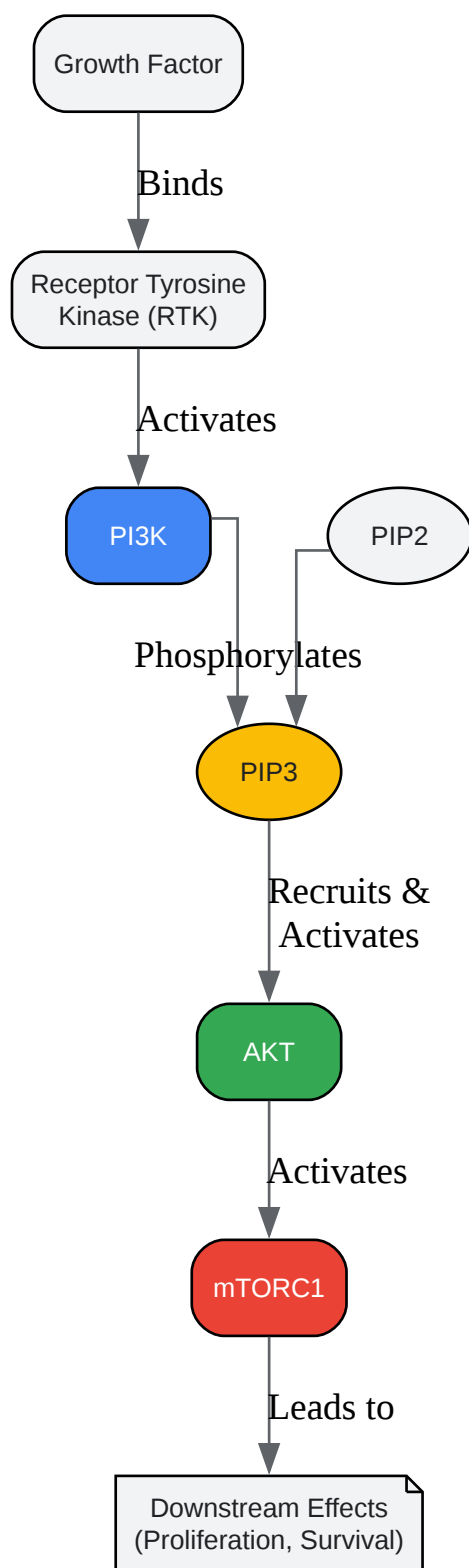 Growth Factor
Binds
Receptor Tyrosine
Kinase (RTK)
Activates
PI3K
PIP2
Phosphorylates
PIP3
Recruits &
Activates
AKT
Activates
mTORC1
Leads to
Downstream Effects
(Proliferation, Survival)